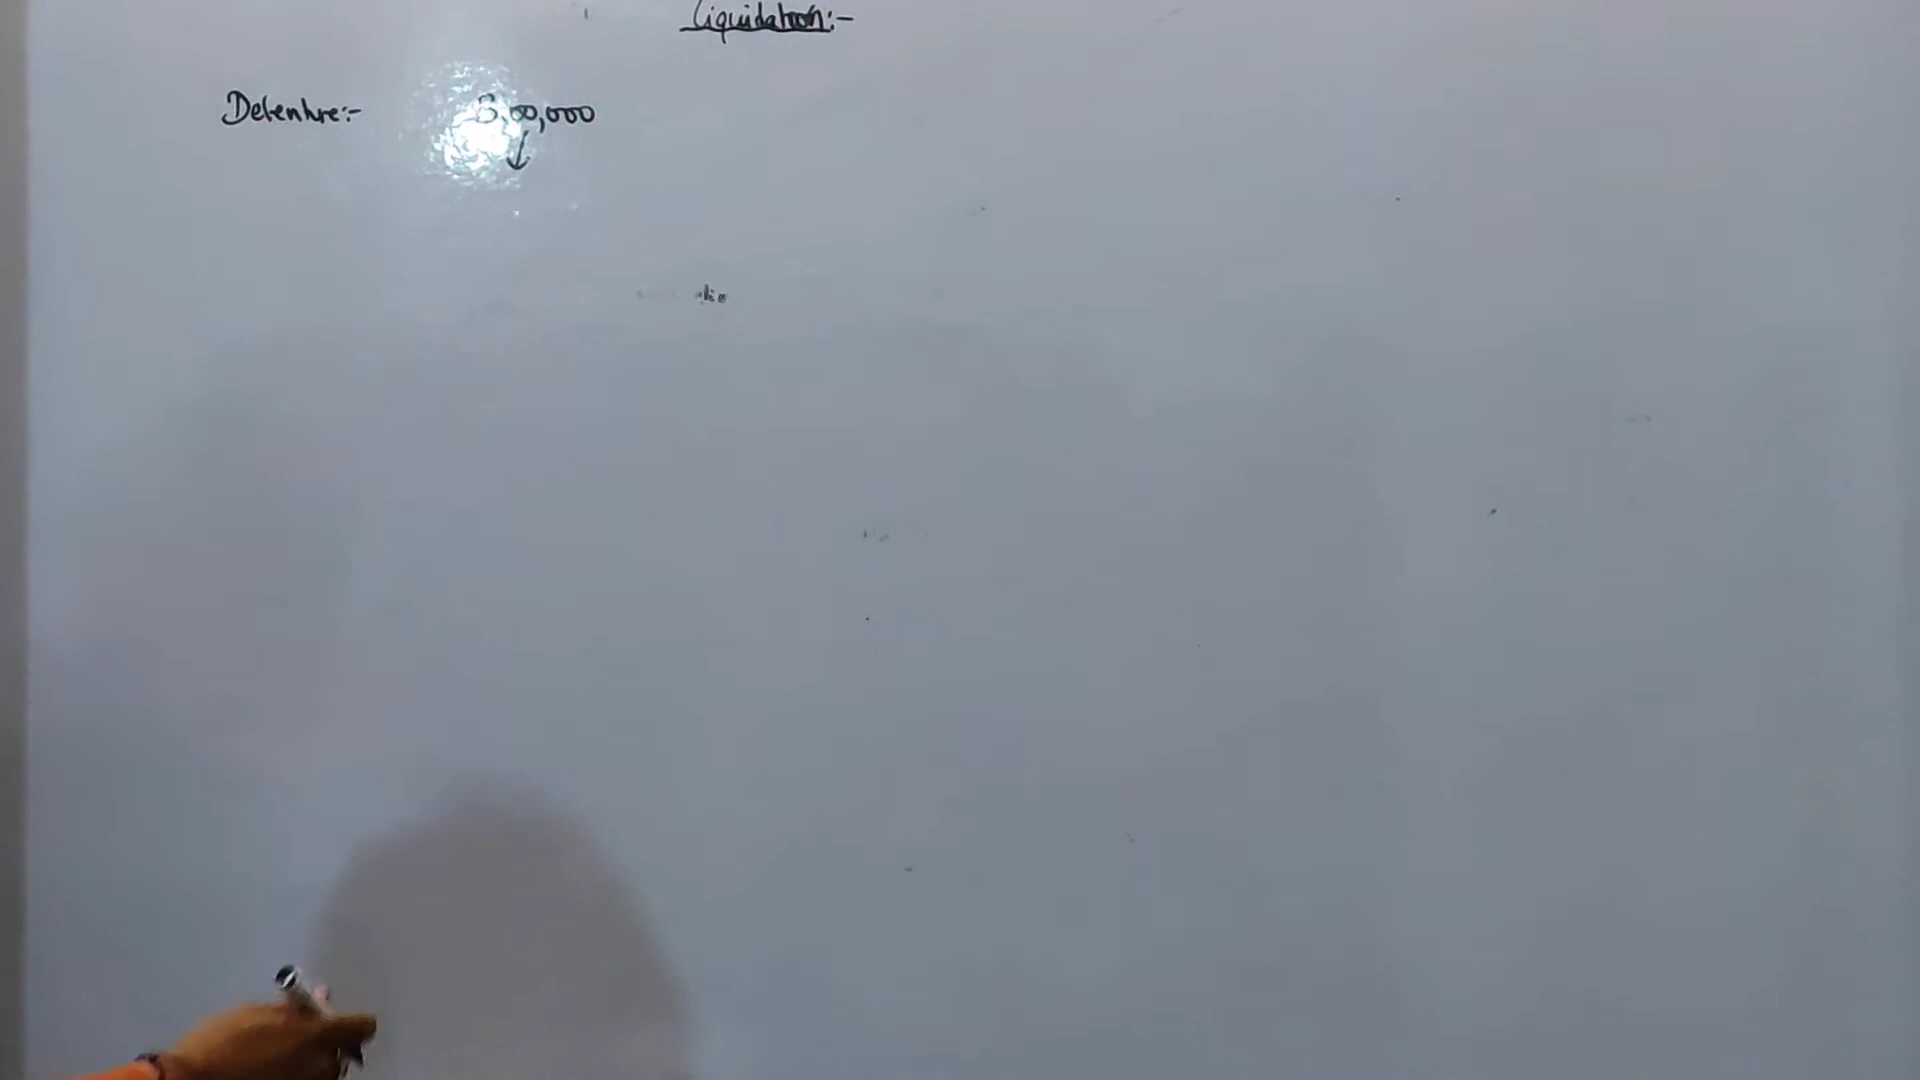 Liquidation:-
Debenture:- 3,00,000
↓